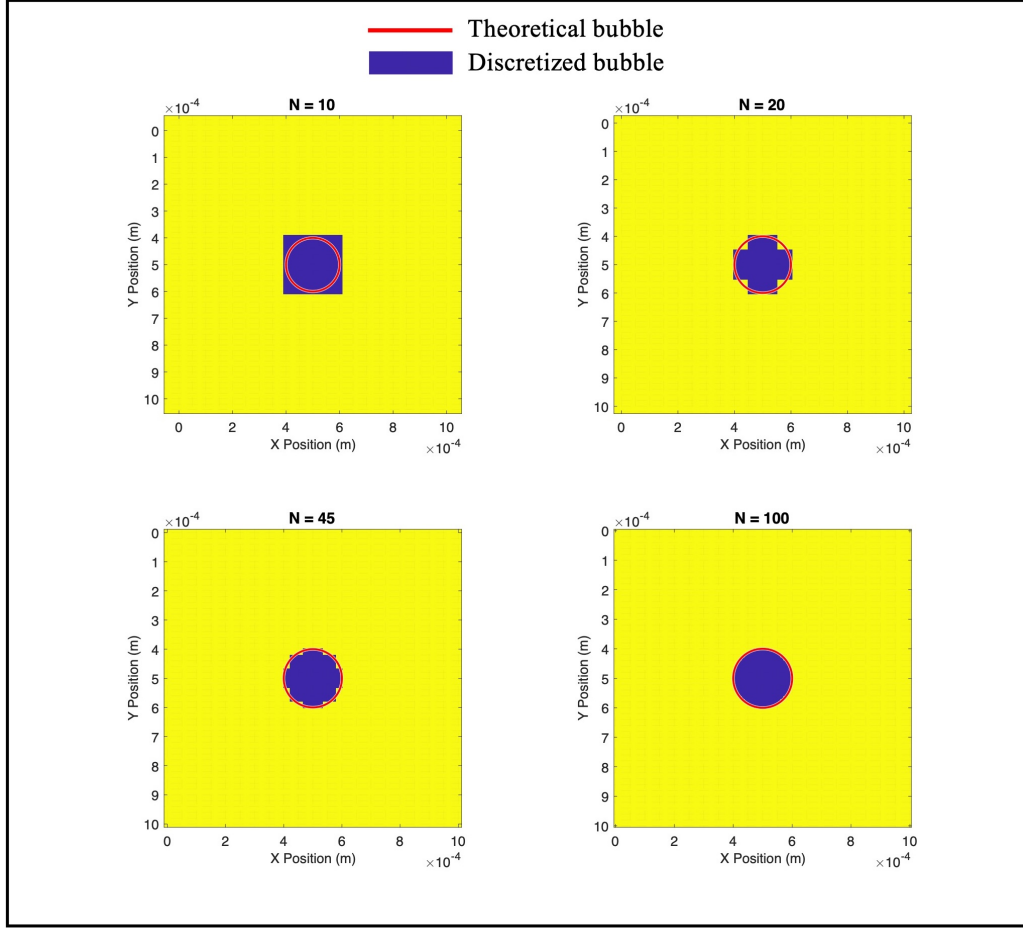 Theoretical bubble
Discretized bubble
×10⁻⁴
N = 10
0
1
2
3
4
5
6
7
8
9
10
Y Position (m)
0 2 4 6 8 10
X Position (m)
×10⁻⁴
×10⁻⁴
N = 20
0
1
2
3
4
5
6
7
8
9
10
Y Position (m)
0 2 4 6 8 10
X Position (m)
×10⁻⁴
×10⁻⁴
N = 45
0
1
2
3
4
5
6
7
8
9
10
Y Position (m)
0 2 4 6 8 10
X Position (m)
×10⁻⁴
×10⁻⁴
N = 100
0
1
2
3
4
5
6
7
8
9
10
Y Position (m)
0 2 4 6 8 10
X Position (m)
×10⁻⁴